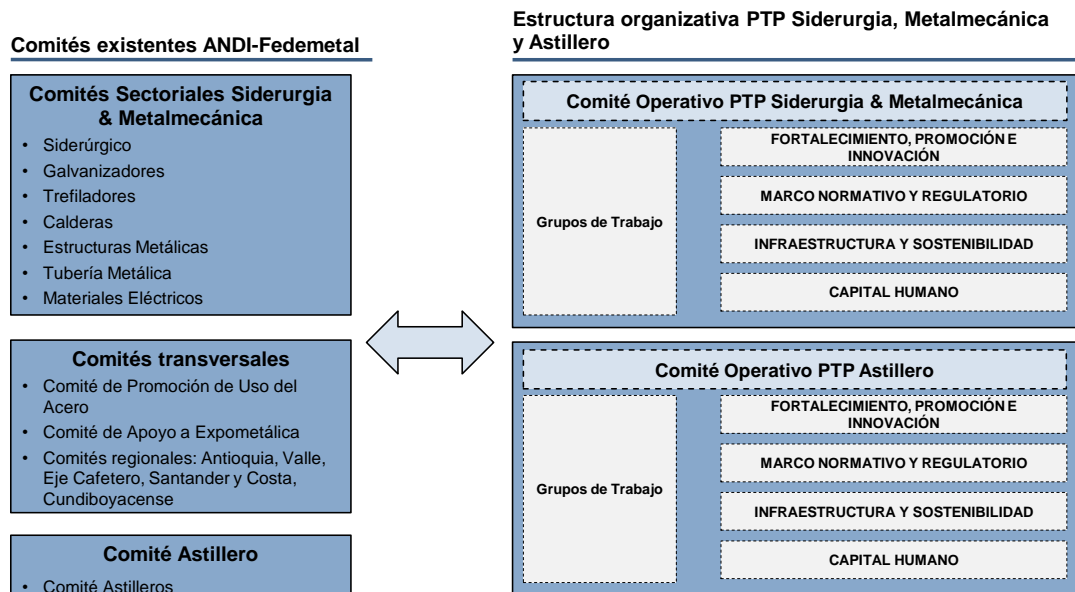 Comités existentes ANDI-Fedemetal
Comités Sectoriales Siderurgia
& Metalmecánica
• Siderúrgico
• Galvanizadores
• Trefiladores
• Calderas
• Estructuras Metálicas
• Tubería Metálica
• Materiales Eléctricos
Comités transversales
• Comité de Promoción de Uso del
Acero
• Comité de Apoyo a Expometálica
• Comités regionales: Antioquia, Valle,
Eje Cafetero, Santander y Costa,
Cundiboyacense
Comité Astillero
• Comité Astilleros
Estructura organizativa PTP Siderurgia, Metalmecánica
y Astillero
Comité Operativo PTP Siderurgia & Metalmecánica
Grupos de Trabajo
FORTALECIMIENTO, PROMOCIÓN E
INNOVACIÓN
MARCO NORMATIVO Y REGULATORIO
INFRAESTRUCTURA Y SOSTENIBILIDAD
CAPITAL HUMANO
Comité Operativo PTP Astillero
Grupos de Trabajo
FORTALECIMIENTO, PROMOCIÓN E
INNOVACIÓN
MARCO NORMATIVO Y REGULATORIO
INFRAESTRUCTURA Y SOSTENIBILIDAD
CAPITAL HUMANO